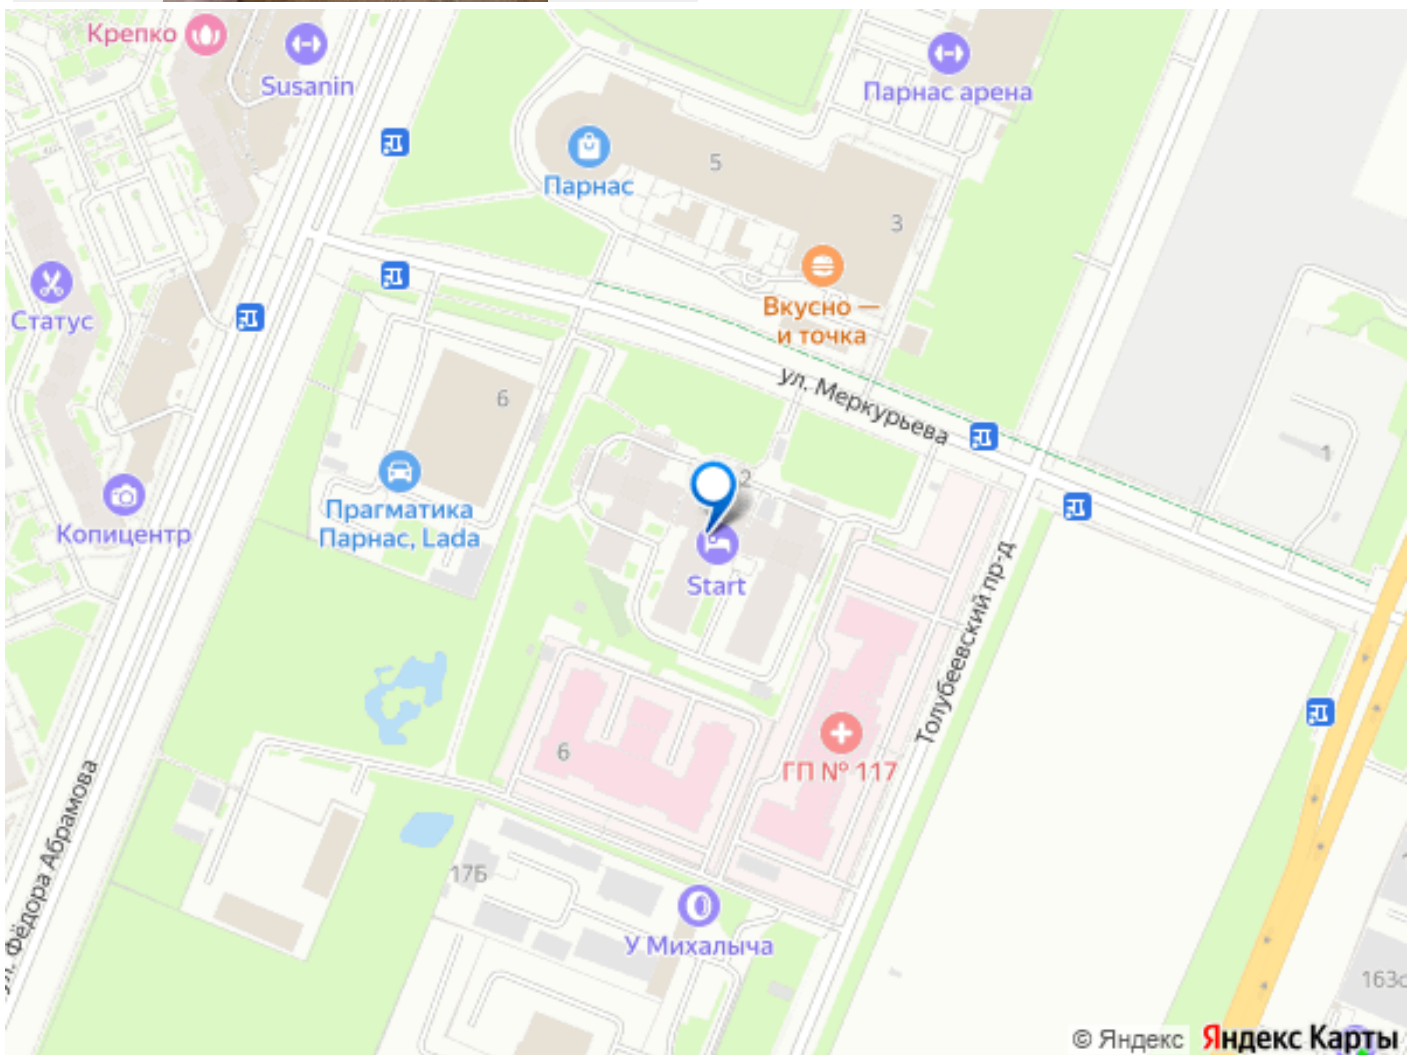 Крепко
Susanin
Парнас арена
5
Парнас
3
Вкусно —
и точка
Статус
ул. Меркурьева
6
1
2
Прагматика
Парнас, Lada
Копицентр
Start
Толубеевский пр-д
6
ГП № 117
ул. Фёдора Абрамова
17Б
У Михалыча
© Яндекс Яндекс Карты